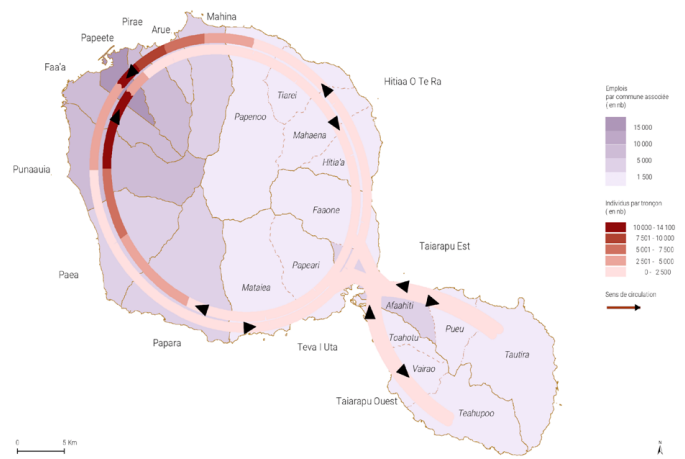 Mahina
Pirae
Arue
Papeete
Faa'a
Hitiaa O Te Ra
Tiarei
Papenoo
Mahaena
Hitia'a
Punaauia
Faaone
Taiarapu Est
Paea
Papeari
Mataiea
Afaahiti
Pueu
Toahotu
Papara
Teva I Uta
Tautira
Vairao
Taiarapu Ouest
Teahupoo
Emplois
par commune associée
( en nb)
15 000
10 000
5 000
1 500
Individus par tronçon
( en nb)
10 000 - 14 100
7 501 - 10 000
5 001 - 7 500
2 501 - 5 000
0 - 2 500
Sens de circulation
0 5 Km
N